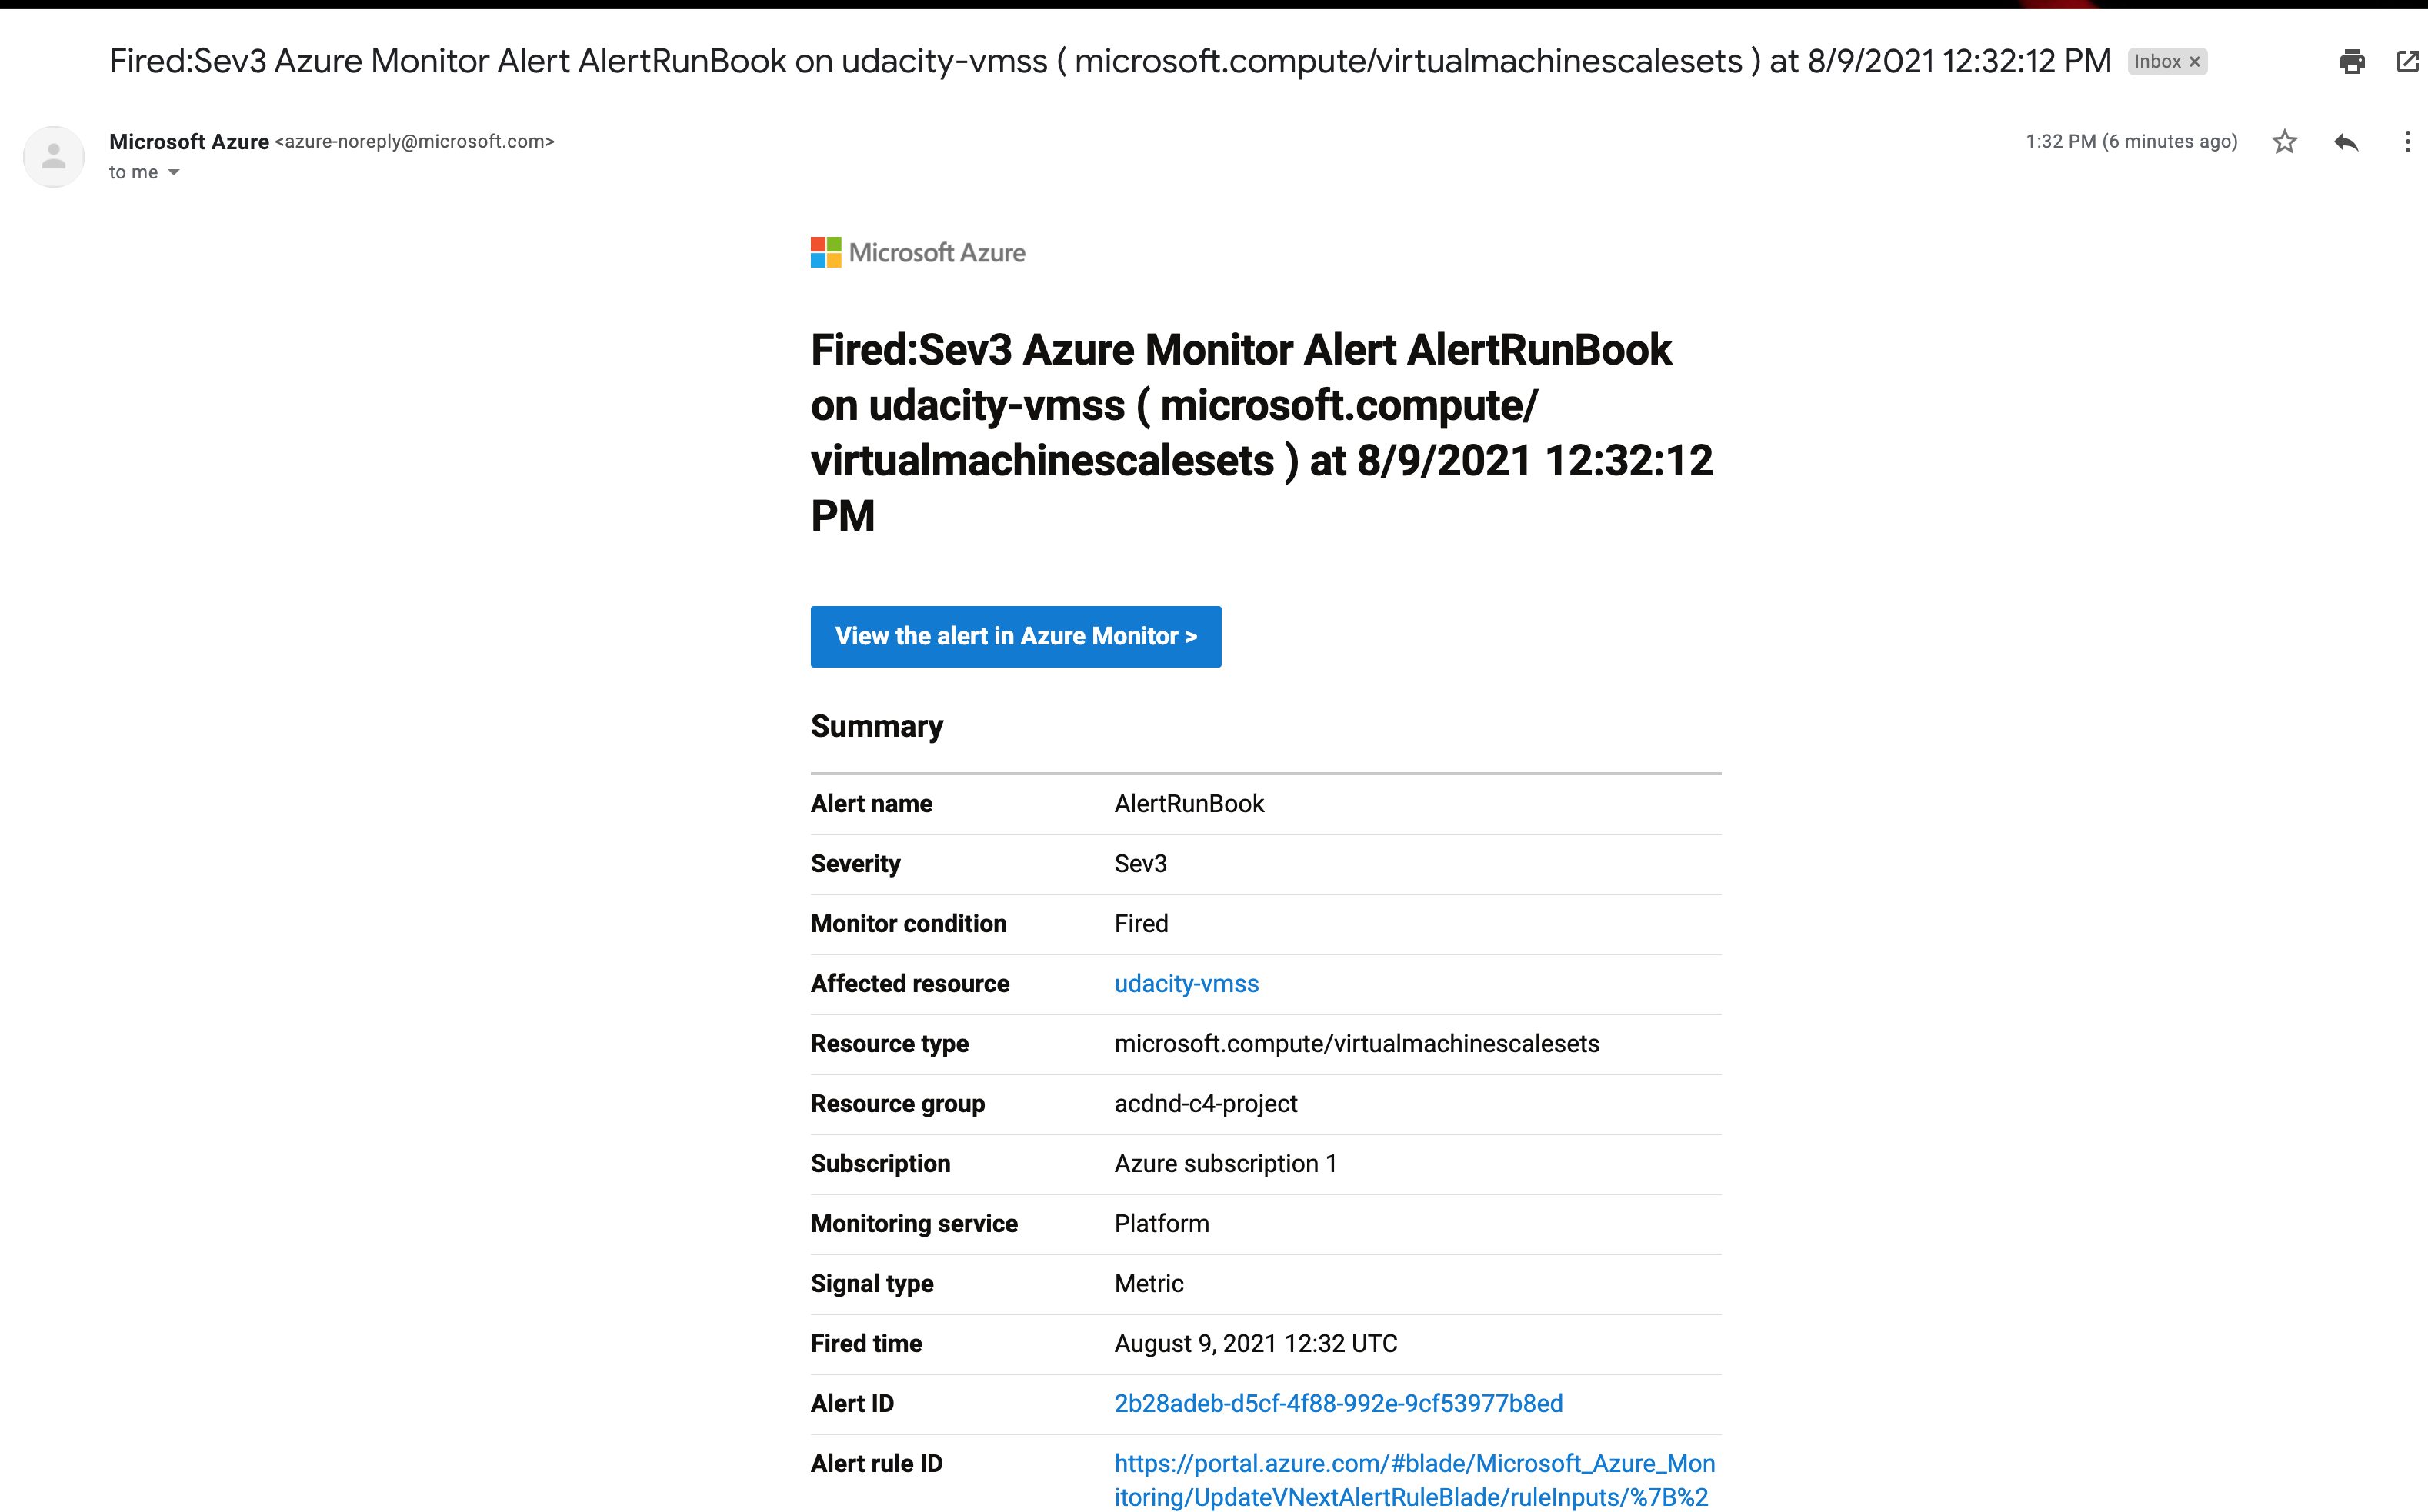 Fired:Sev3 Azure Monitor Alert AlertRunBook on udacity-vmss ( microsoft.compute/virtualmachinescalesets ) at 8/9/2021 12:32:12 PM Inbox ×
Microsoft Azure <azure-noreply@microsoft.com> 1:32 PM (6 minutes ago)
to me
Microsoft Azure
Fired:Sev3 Azure Monitor Alert AlertRunBook
on udacity-vmss ( microsoft.compute/
virtualmachinescalesets ) at 8/9/2021 12:32:12
PM
View the alert in Azure Monitor >
Summary
Alert name AlertRunBook
Severity Sev3
Monitor condition Fired
Affected resource udacity-vmss
Resource type microsoft.compute/virtualmachinescalesets
Resource group acdnd-c4-project
Subscription Azure subscription 1
Monitoring service Platform
Signal type Metric
Fired time August 9, 2021 12:32 UTC
Alert ID 2b28adeb-d5cf-4f88-992e-9cf53977b8ed
Alert rule ID https://portal.azure.com/#blade/Microsoft_Azure_Mon
itoring/UpdateVNextAlertRuleBlade/ruleInputs/%7B%2